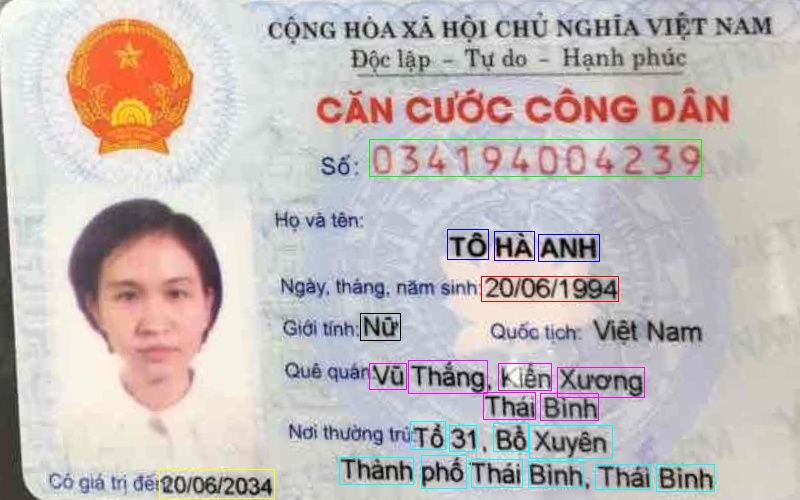 CỘNG HÒA XÃ HỘI CHỦ NGHĨA VIỆT NAM
Độc lập - Tự do - Hạnh phúc
CĂN CƯỚC CÔNG DÂN
Số: 034194004239
Họ và tên:
TÔ HÀ ANH
Ngày, tháng, năm sinh: 20/06/1994
Giới tính: Nữ Quốc tịch: Việt Nam
Quê quán: Vũ Thắng, Kiến Xương
Thái Bình
Nơi thường trú: Tổ 31, Bồ Xuyên
Thành phố Thái Bình, Thái Bình
Có giá trị đến: 20/06/2034